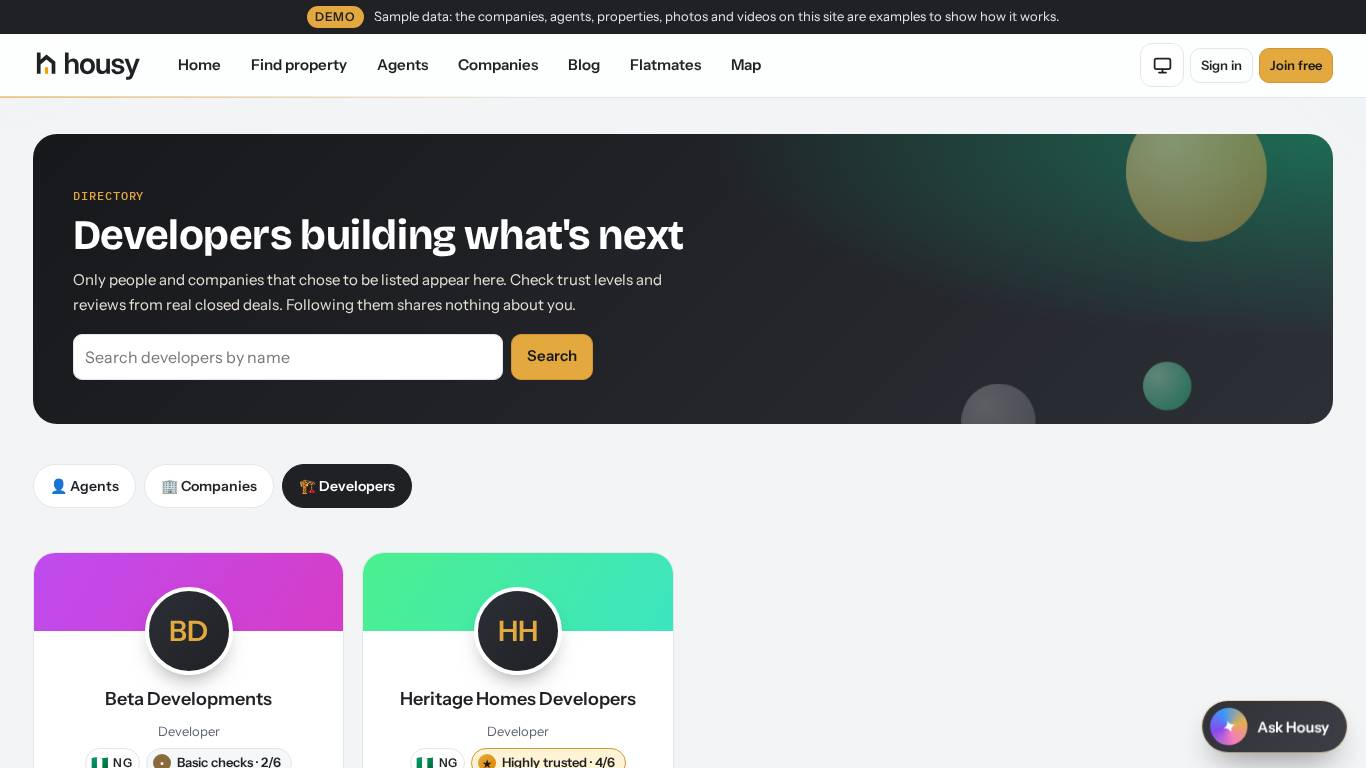 DEMO Sample data: the companies, agents, properties, photos and videos on this site are examples to show how it works.
housy Home Find property Agents Companies Blog Flatmates Map Sign in Join free
DIRECTORY
Developers building what's next
Only people and companies that chose to be listed appear here. Check trust levels and
reviews from real closed deals. Following them shares nothing about you.
Search developers by name Search
Agents Companies Developers
BD HH
Beta Developments Heritage Homes Developers
Developer Developer
NG Basic checks · 2/6 NG Highly trusted · 4/6
Ask Housy